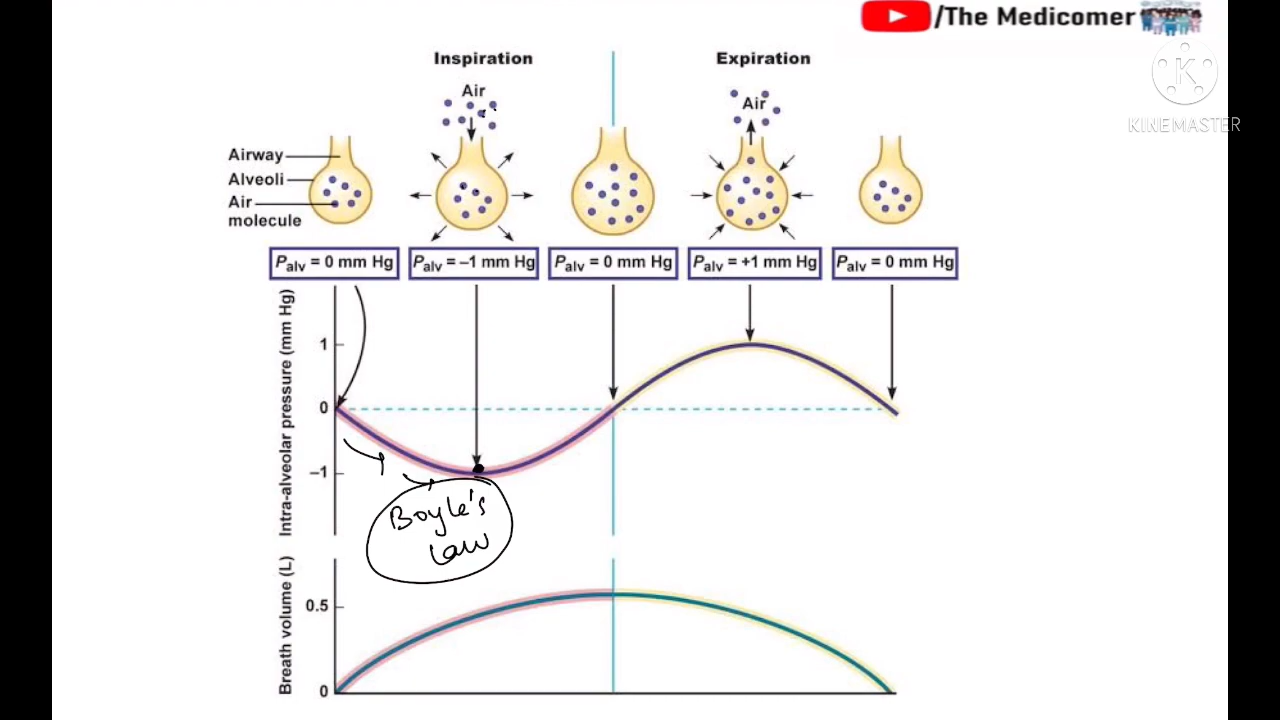 /The Medicomer
KINEMASTER
Inspiration
Expiration
Air
Air
Airway
Alveoli
Air
molecule
Palv = 0 mm Hg
Palv = –1 mm Hg
Palv = 0 mm Hg
Palv = +1 mm Hg
Palv = 0 mm Hg
Intra-alveolar pressure (mm Hg)
1
0
–1
Boyle's
Law
Breath volume (L)
0.5
0